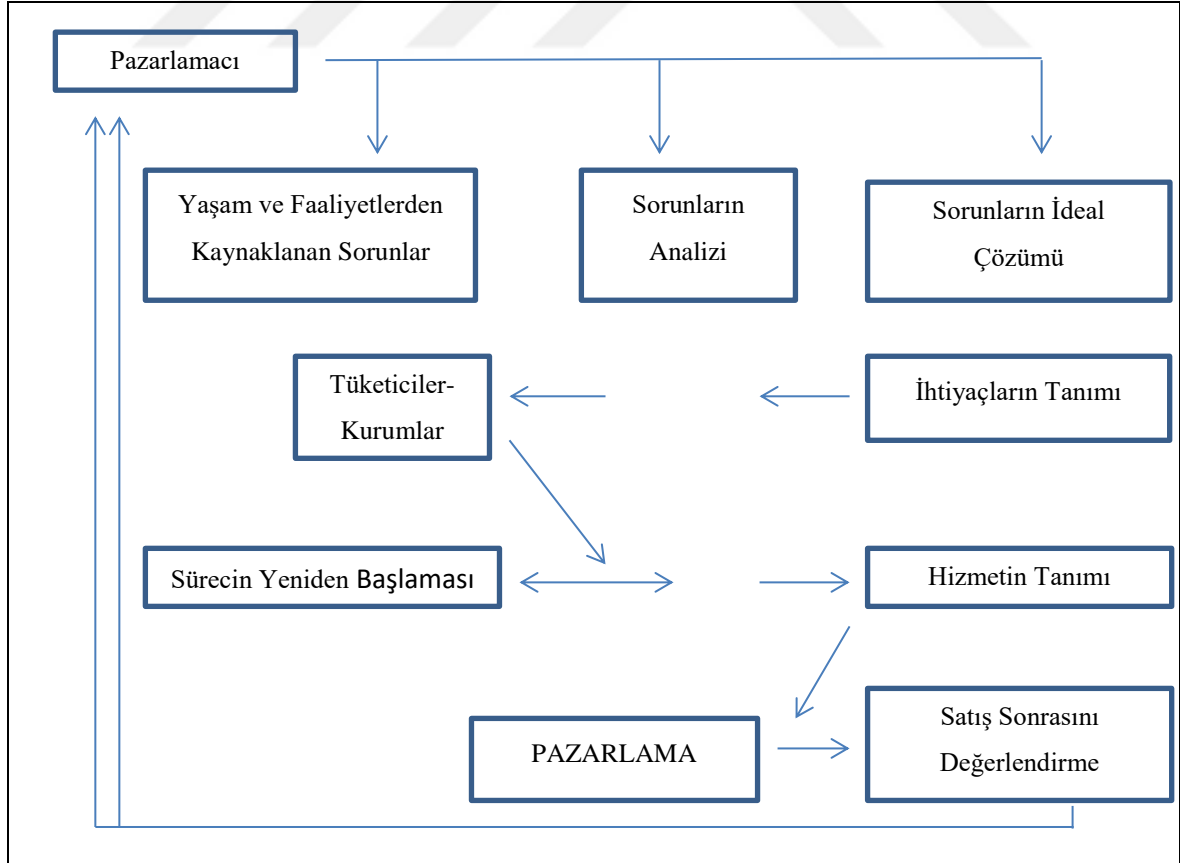 Pazarlamacı
Yaşam ve Faaliyetlerden
Kaynaklanan Sorunlar
Sorunların
Analizi
Sorunların İdeal
Çözümü
Tüketiciler-
Kurumlar
İhtiyaçların Tanımı
Sürecin Yeniden Başlaması
Hizmetin Tanımı
PAZARLAMA
Satış Sonrasını
Değerlendirme